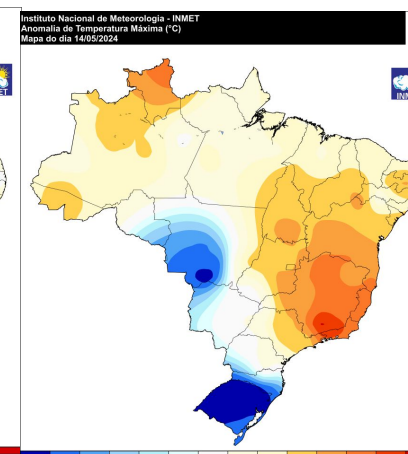 Instituto Nacional de Meteorologia - INMET
Anomalia de Temperatura Máxima (°C)
Mapa do dia 14/05/2024